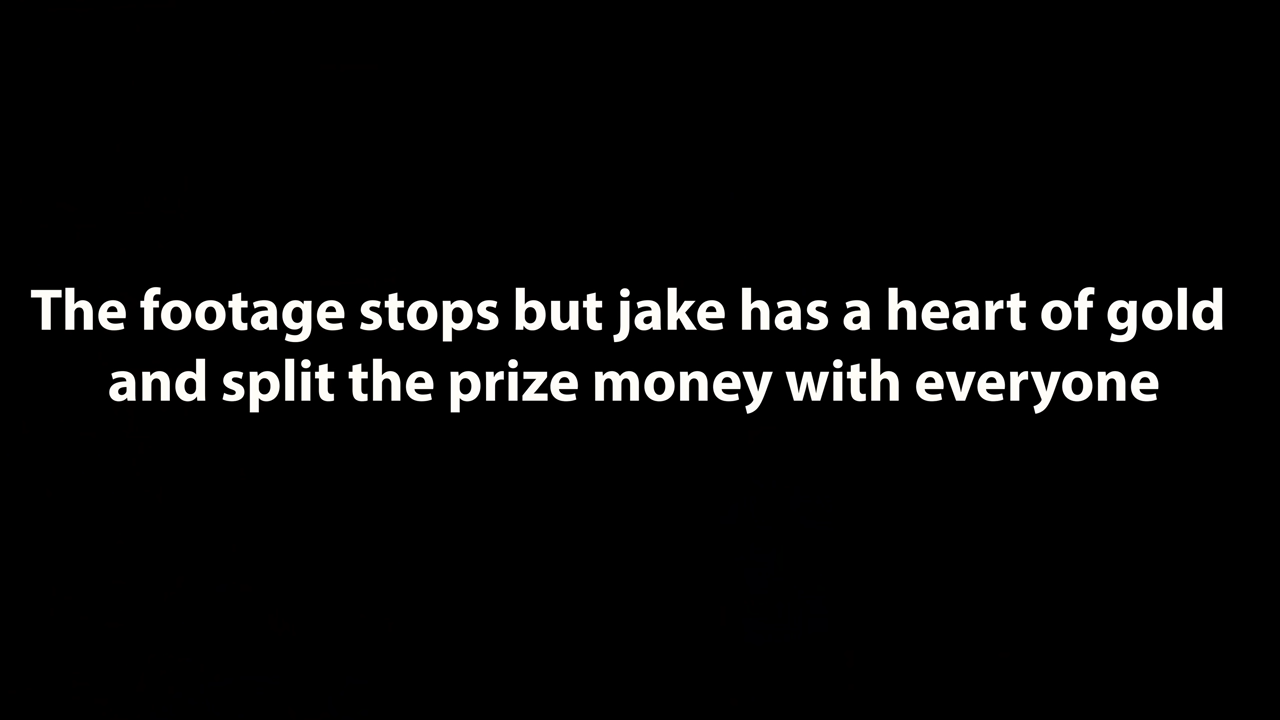 The footage stops but jake has a heart of gold
and split the prize money with everyone